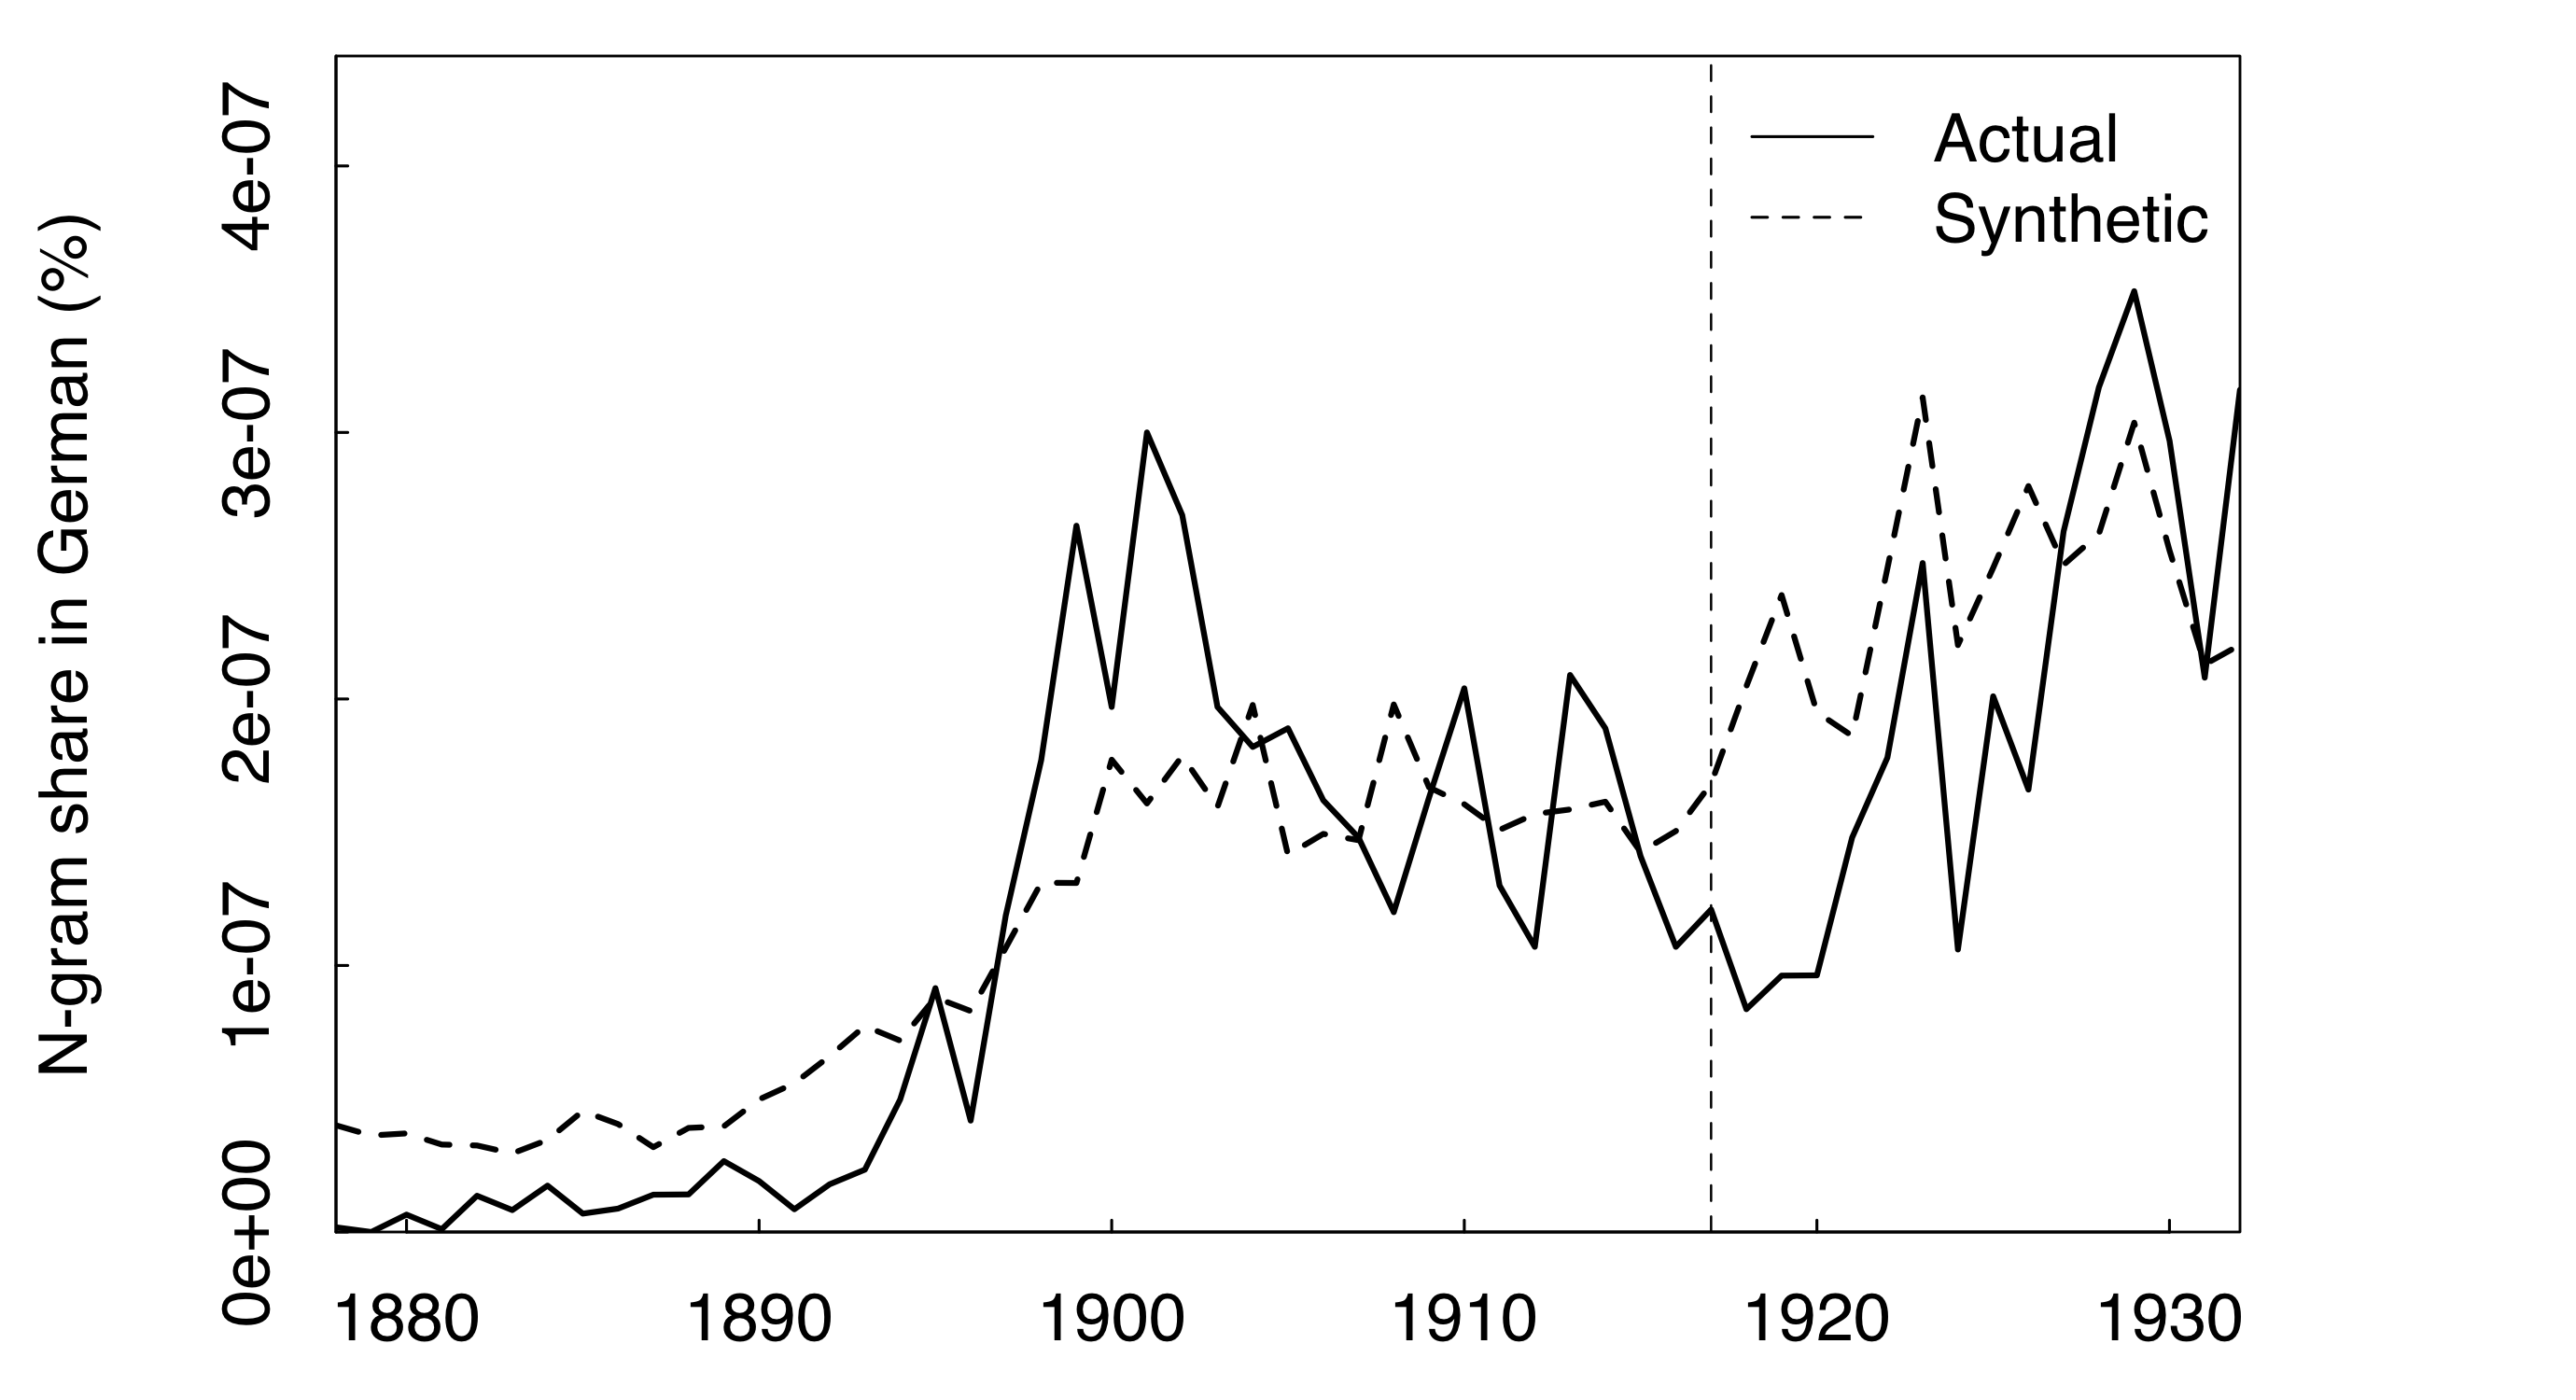 N-gram share in German (%)
4e-07
3e-07
2e-07
1e-07
0e+00
Actual
Synthetic
1880 1890 1900 1910 1920 1930